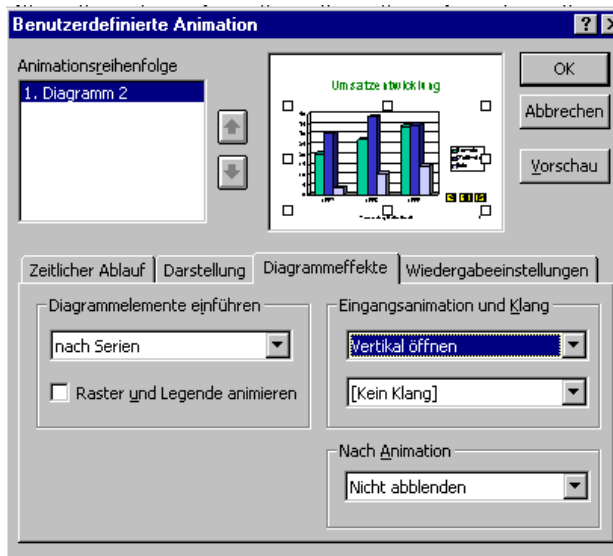 Benutzerdefinierte Animation
Animationsreihenfolge
1. Diagramm 2
Umsatzentwicklung
OK
Abbrechen
Vorschau
Zeitlicher Ablauf
Darstellung
Diagrammeffekte
Wiedergabeeinstellungen
Diagrammelemente einführen
nach Serien
Raster und Legende animieren
Eingangsanimation und Klang
Vertikal öffnen
[Kein Klang]
Nach Animation
Nicht abblenden